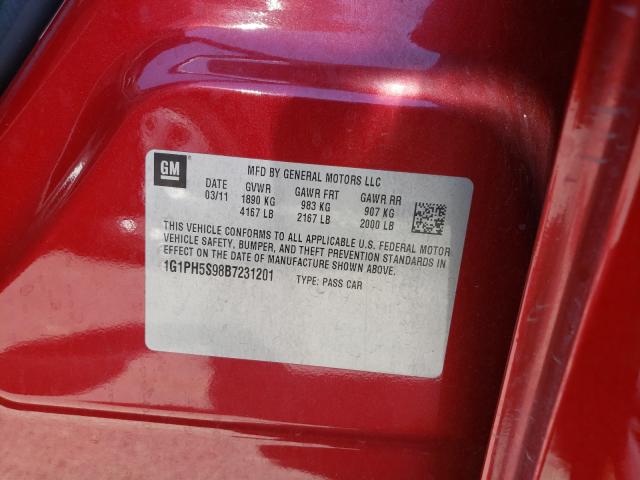 GM
MFD BY GENERAL MOTORS LLC
DATE GVWR GAWR FRT GAWR RR
03/11 1890 KG 983 KG 907 KG
4167 LB 2167 LB 2000 LB
THIS VEHICLE CONFORMS TO ALL APPLICABLE U.S. FEDERAL MOTOR
VEHICLE SAFETY, BUMPER, AND THEFT PREVENTION STANDARDS IN
EFFECT ON THE DATE OF MANUFACTURE SHOWN ABOVE.
1G1PH5S98B7231201 TYPE: PASS CAR